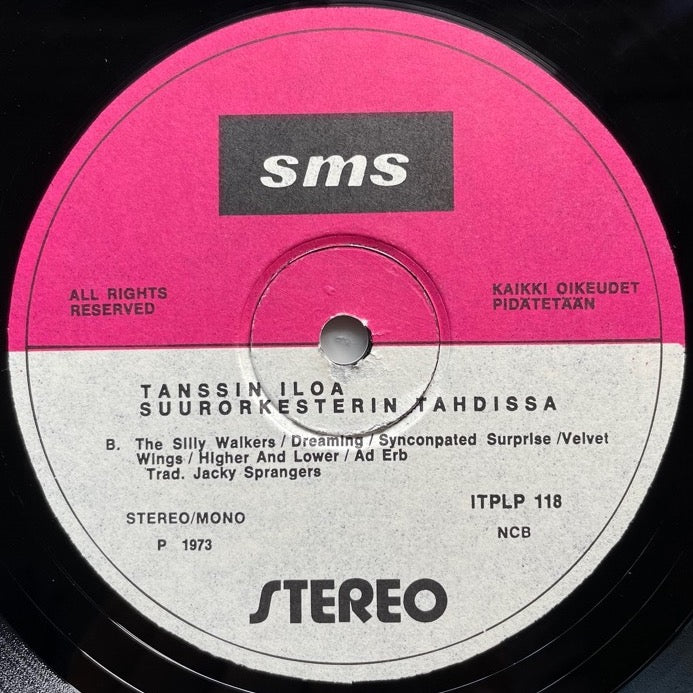 sms
ALL RIGHTS
RESERVED
KAIKKI OIKEUDET
PIDÄTETÄÄN
TANSSIN ILOA
SUURORKESTERIN TAHDISSA
B. The Silly Walkers / Dreaming / Synconpated Surprise /Velvet
Wings / Higher And Lower / Ad Erb
Trad. Jacky Sprangers
ITPLP 118
STEREO/MONO
NCB
P 1973
STEREO